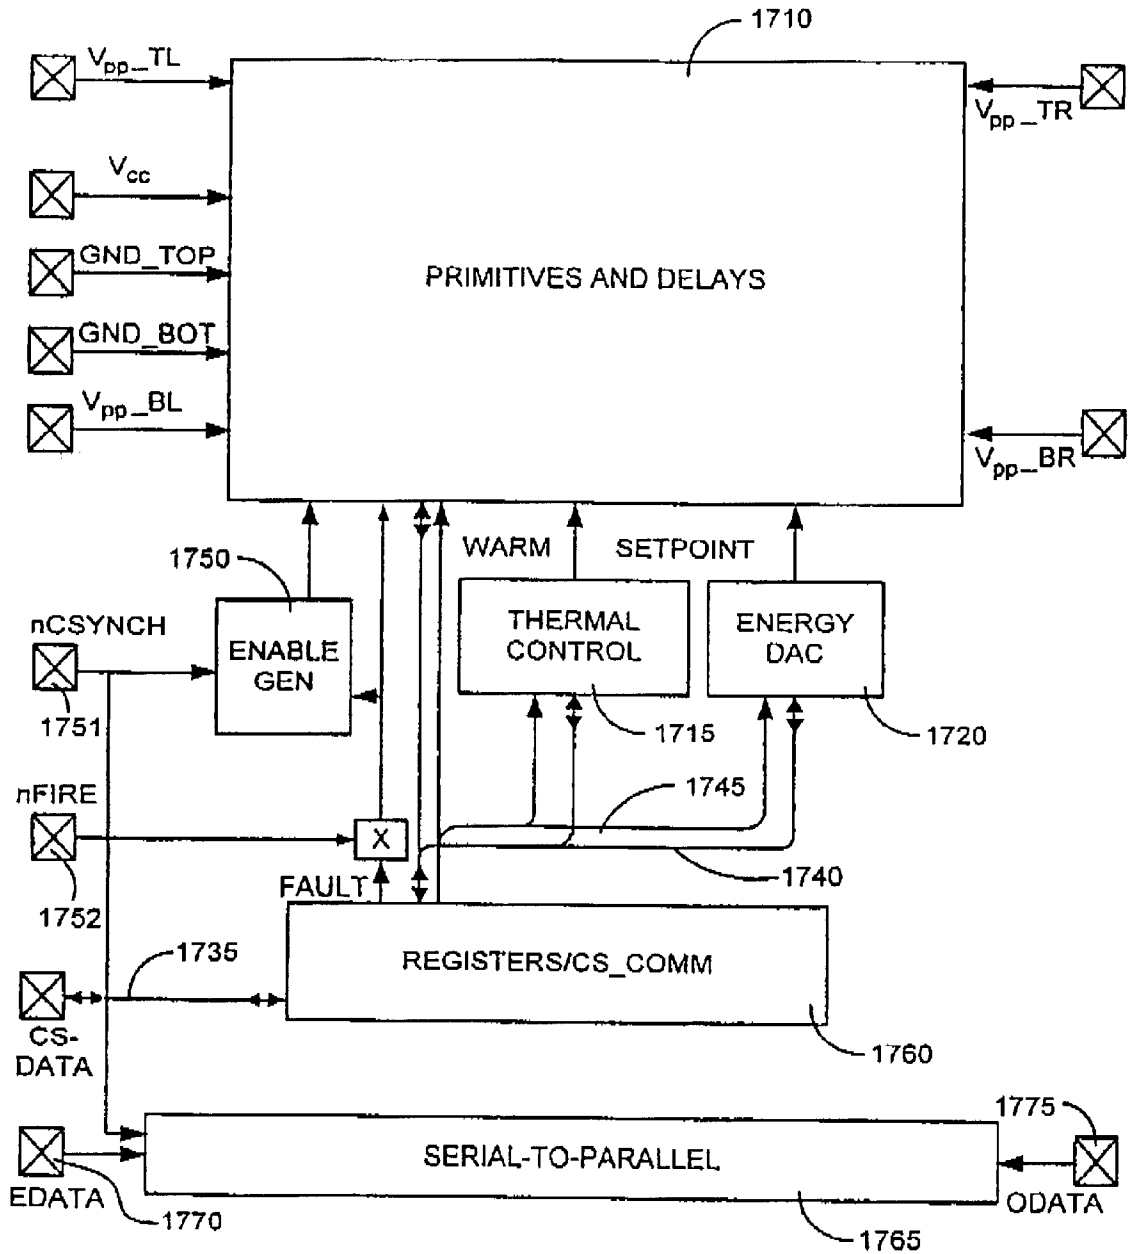 1710
Vpp_TL
Vpp_TR
Vcc
GND_TOP
PRIMITIVES AND DELAYS
GND_BOT
Vpp_BL
Vpp_BR
WARM
SETPOINT
1750
nCSYNCH
ENABLE
GEN
THERMAL
CONTROL
ENERGY
DAC
1751
1715
1720
nFIRE
1745
X
1740
FAULT
1752
1735
REGISTERS/CS_COMM
CS-
DATA
1760
1775
SERIAL-TO-PARALLEL
EDATA
1770
ODATA
1765